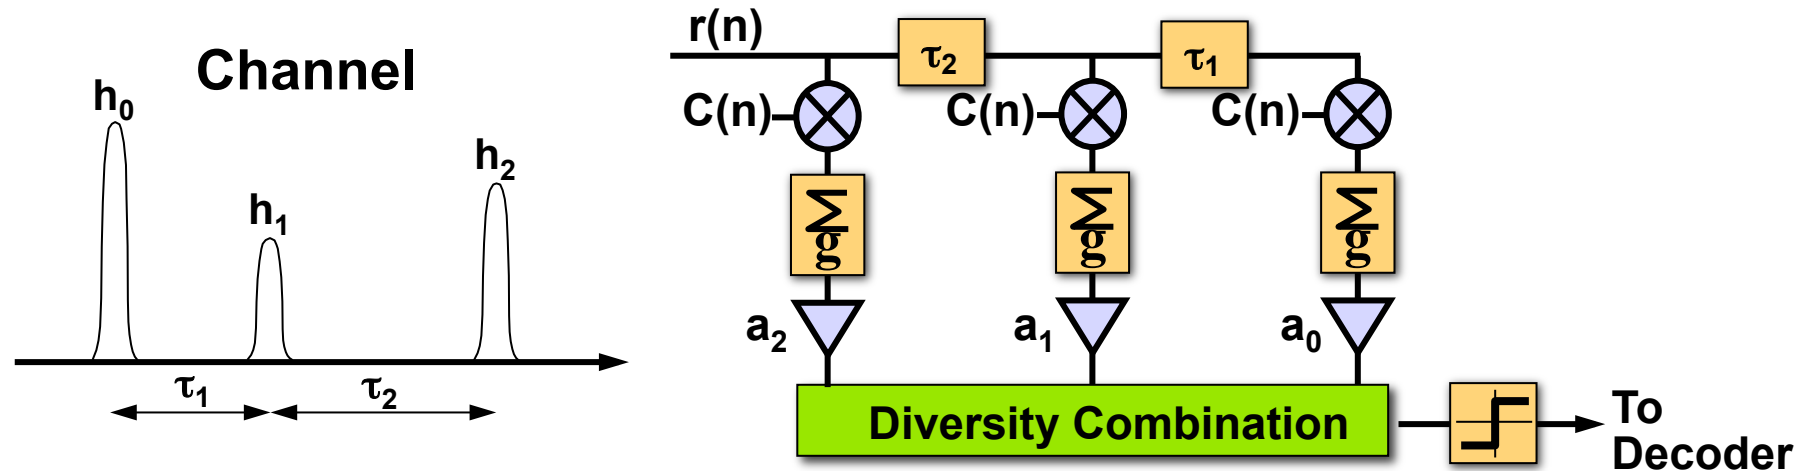 Channel
h₀
h₁
h₂
τ₁
τ₂
r(n)
τ₂
τ₁
C(n)
C(n)
C(n)
Σ
g
Σ
g
Σ
g
a₂
a₁
a₀
Diversity Combination
To
Decoder